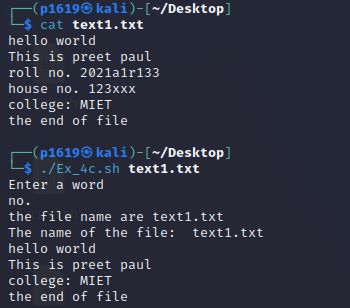 ┌──(p1619㉿kali)-[~/Desktop]
└─$ cat text1.txt
hello world
This is preet paul
roll no. 2021a1r133
house no. 123xxx
college: MIET
the end of file
┌──(p1619㉿kali)-[~/Desktop]
└─$ ./Ex_4c.sh text1.txt
Enter a word
no.
the file name are text1.txt
The name of the file:  text1.txt
hello world
This is preet paul
college: MIET
the end of file